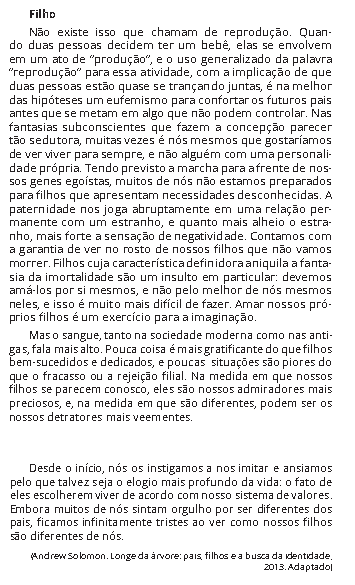 Filho
Não existe isso que chamam de reprodução. Quan-
do duas pessoas decidem ter um bebê, elas se envolvem
em um ato de “produção”, e o uso generalizado da palavra
“reprodução” para essa atividade, com a implicação de que
duas pessoas estão quase se trançando juntas, é na melhor
das hipóteses um eufemismo para confortar os futuros pais
antes que se metam em algo que não podem controlar. Nas
fantasias subconscientes que fazem a concepção parecer
tão sedutora, muitas vezes é nós mesmos que gostaríamos
de ver viver para sempre, e não alguém com uma personali-
dade própria. Tendo previsto a marcha para a frente de nos-
sos genes egoístas, muitos de nós não estamos preparados
para filhos que apresentam necessidades desconhecidas. A
paternidade nos joga abruptamente em uma relação per-
manente com um estranho, e quanto mais alheio o estra-
nho, mais forte a sensação de negatividade. Contamos com
a garantia de ver no rosto de nossos filhos que não vamos
morrer. Filhos cuja característica definidora aniquila a fanta-
sia da imortalidade são um insulto em particular: devemos
amá-los por si mesmos, e não pelo melhor de nós mesmos
neles, e isso é muito mais difícil de fazer. Amar nossos pró-
prios filhos é um exercício para a imaginação.
Mas o sangue, tanto na sociedade moderna como nas anti-
gas, fala mais alto. Pouca coisa é mais gratificante do que filhos
bem-sucedidos e dedicados, e poucas situações são piores do
que o fracasso ou a rejeição filial. Na medida em que nossos
filhos se parecem conosco, eles são nossos admiradores mais
preciosos, e, na medida em que são diferentes, podem ser os
nossos detratores mais veementes.
Desde o início, nós os instigamos a nos imitar e ansiamos
pelo que talvez seja o elogio mais profundo da vida: o fato de
eles escolherem viver de acordo com nosso sistema de valores.
Embora muitos de nós sintam orgulho por ser diferentes dos
pais, ficamos infinitamente tristes ao ver como nossos filhos
são diferentes de nós.
(Andrew Solomon. Longe da árvore: pais, filhos e a busca da identidade,
2013. Adaptado)